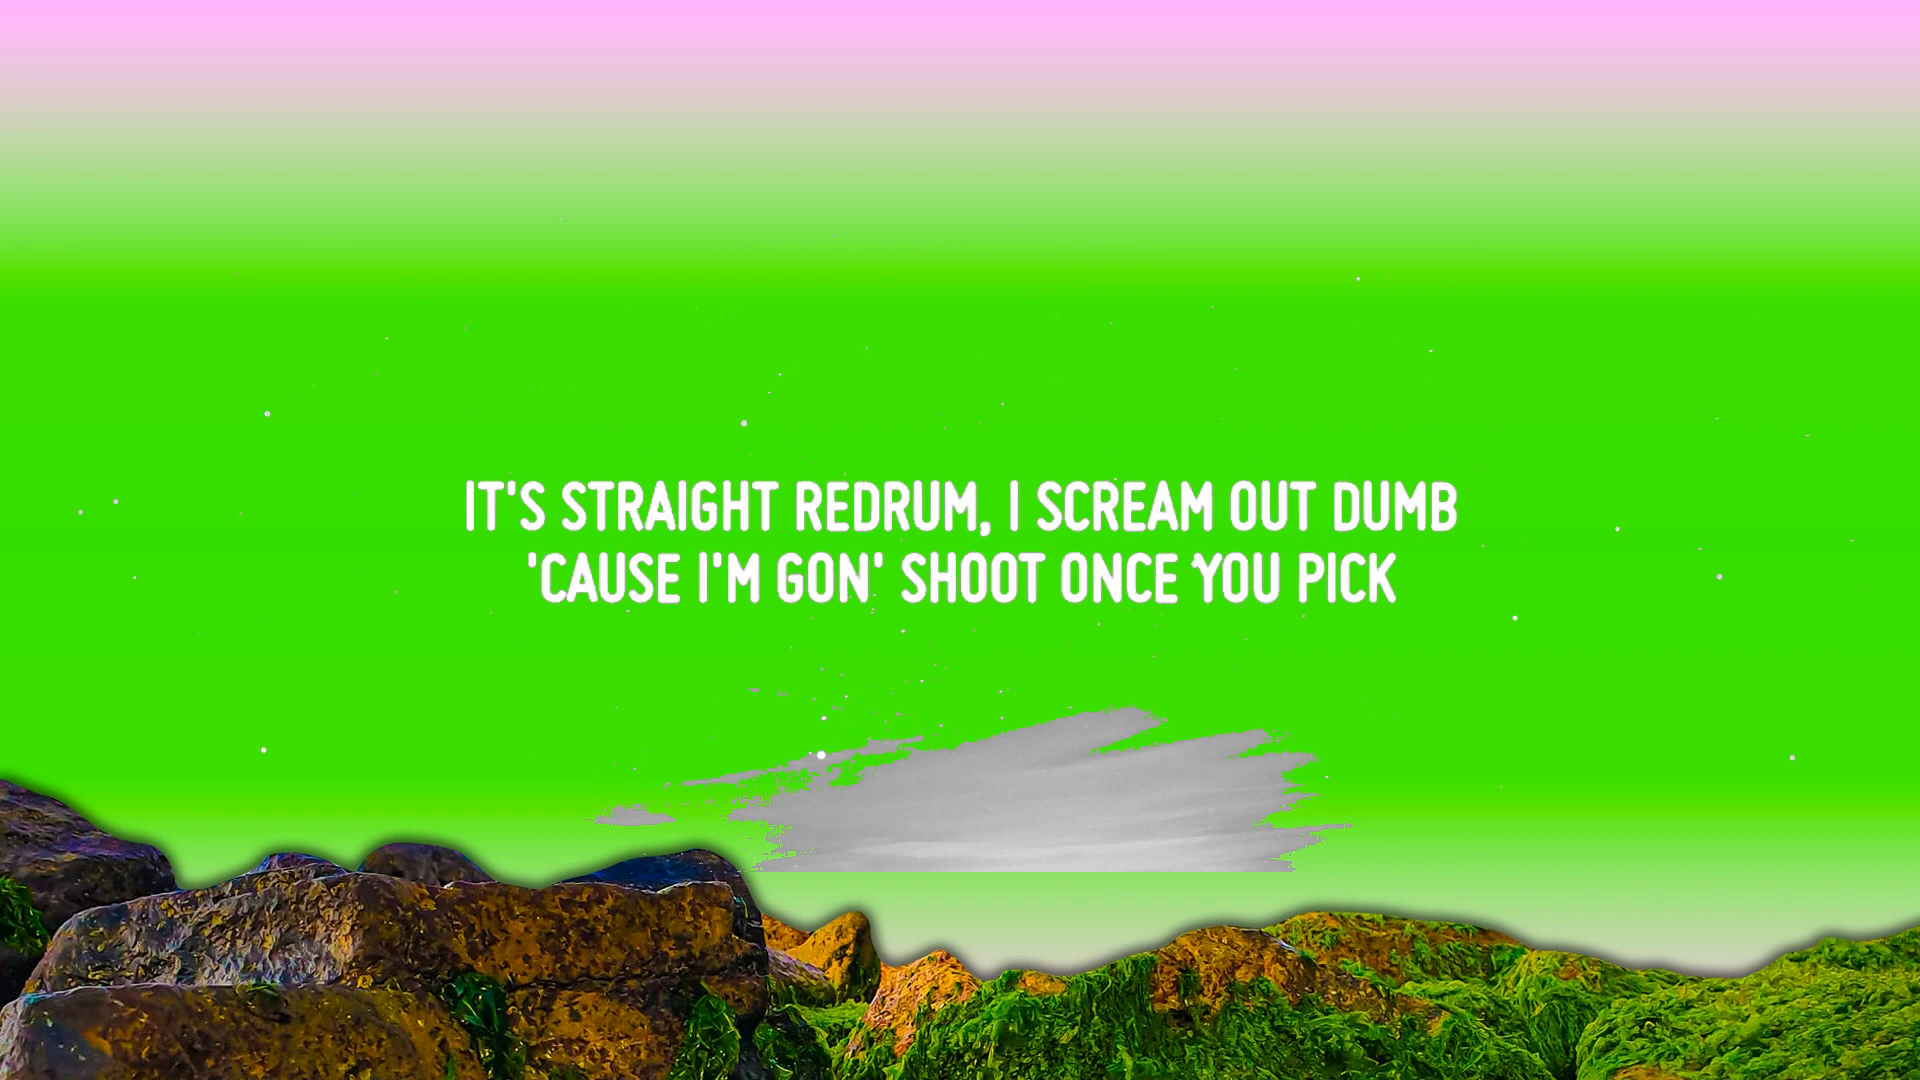 IT'S STRAIGHT REDRUM, I SCREAM OUT DUMB
'CAUSE I'M GON' SHOOT ONCE YOU PICK